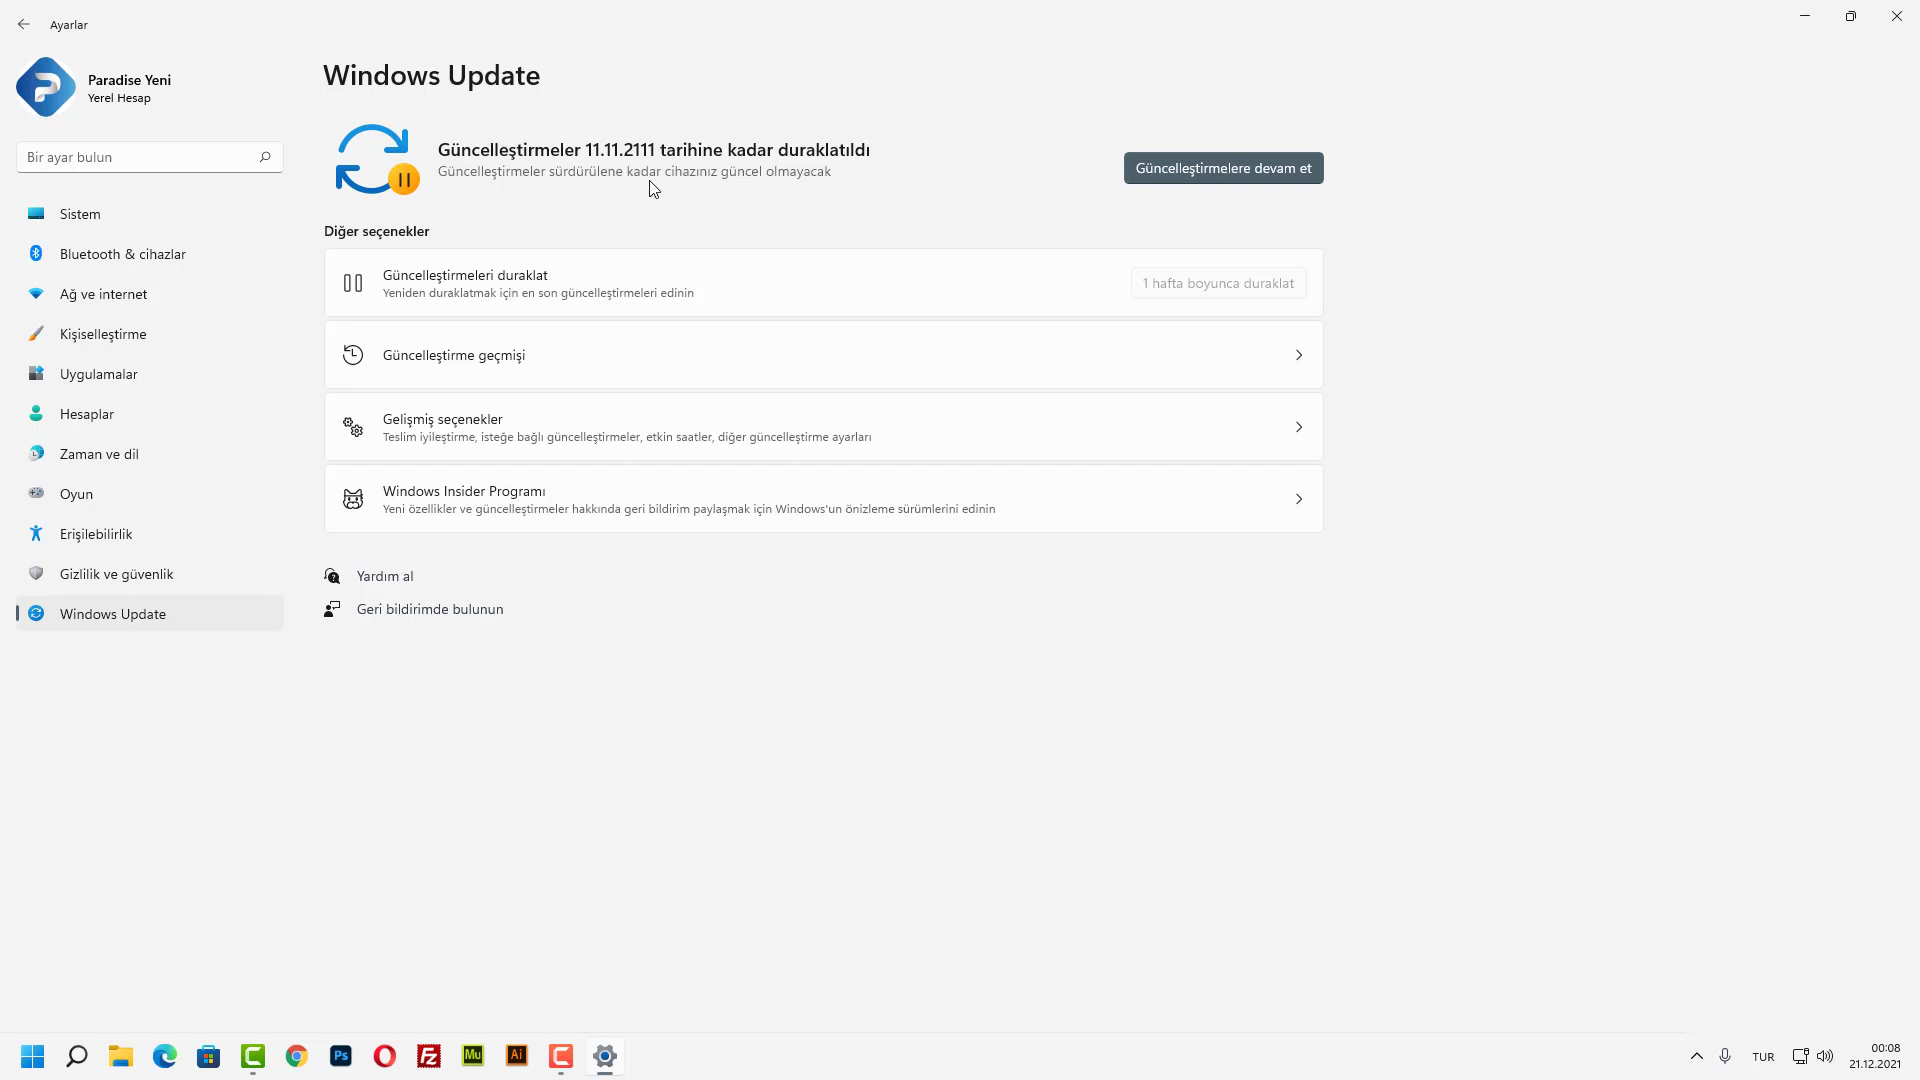 Ayarlar
Paradise Yeni
Yerel Hesap
Bir ayar bulun
Sistem
Bluetooth & cihazlar
Ağ ve internet
Kişiselleştirme
Uygulamalar
Hesaplar
Zaman ve dil
Oyun
Erişilebilirlik
Gizlilik ve güvenlik
Windows Update
Windows Update
Güncelleştirmeler 11.11.2111 tarihine kadar duraklatıldı
Güncelleştirmeler sürdürülene kadar cihazınız güncel olmayacak
Güncelleştirmelere devam et
Diğer seçenekler
Güncelleştirmeleri duraklat
Yeniden duraklatmak için en son güncelleştirmeleri edinin
1 hafta boyunca duraklat
Güncelleştirme geçmişi
Gelişmiş seçenekler
Teslim iyileştirme, isteğe bağlı güncelleştirmeler, etkin saatler, diğer güncelleştirme ayarları
Windows Insider Programı
Yeni özellikler ve güncelleştirmeler hakkında geri bildirim paylaşmak için Windows'un önizleme sürümlerini edinin
Yardım al
Geri bildirimde bulunun
Ps
Fz
Mu
Ai
TUR
00:08
21.12.2021